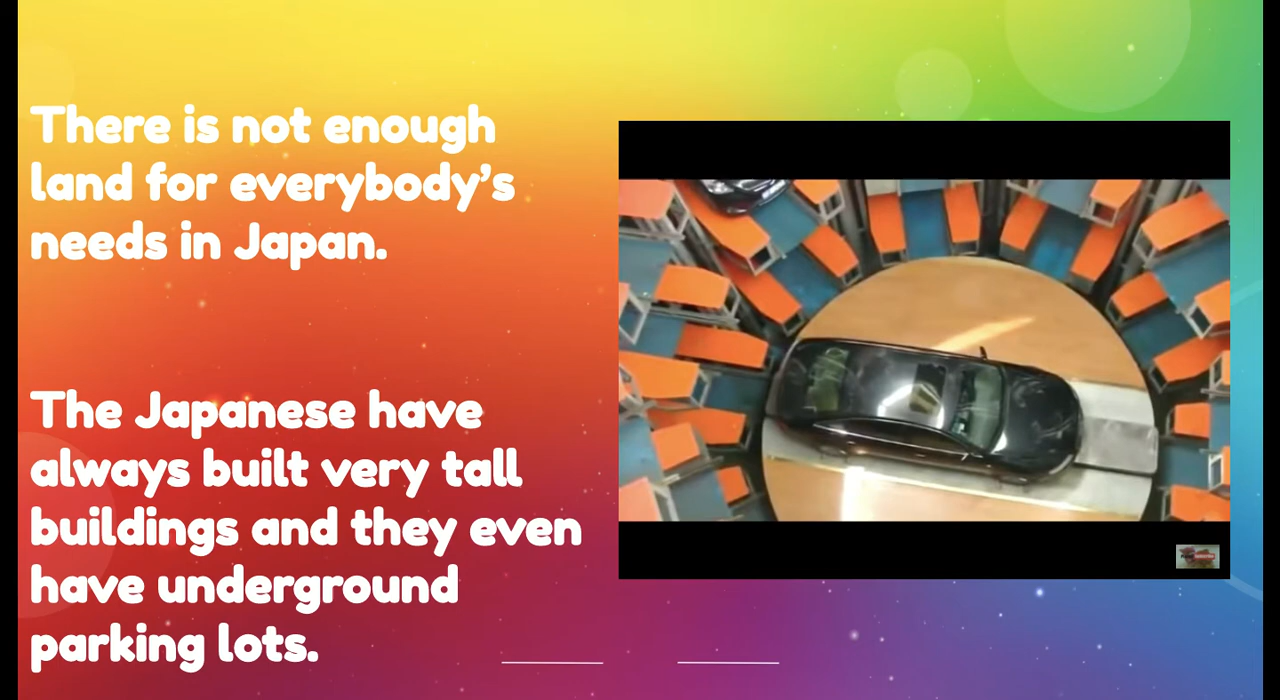 There is not enough
land for everybody’s
needs in Japan.
The Japanese have
always built very tall
buildings and they even
have underground
parking lots.